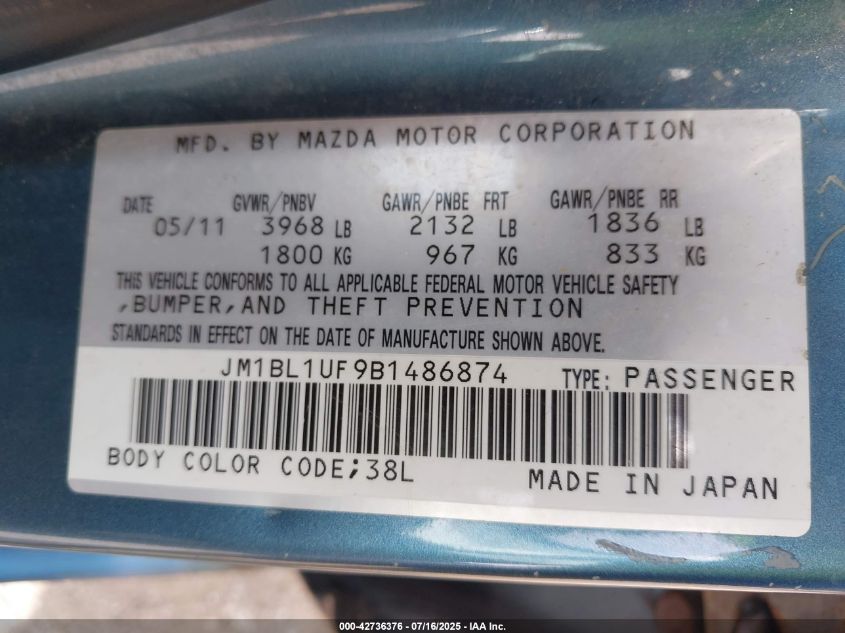 MFD. BY MAZDA MOTOR CORPORATION
DATE GVWR/PNBV GAWR/PNBE FRT GAWR/PNBE RR
05/11 3968 LB 2132 LB 1836 LB
1800 KG 967 KG 833 KG
THIS VEHICLE CONFORMS TO ALL APPLICABLE FEDERAL MOTOR VEHICLE SAFETY
,BUMPER,AND THEFT PREVENTION
STANDARDS IN EFFECT ON THE DATE OF MANUFACTURE SHOWN ABOVE.
JM1BL1UF9B1486874 TYPE: PASSENGER
BODY COLOR CODE;38L MADE IN JAPAN
000-42736376 - 07/16/2025 - IAA Inc.